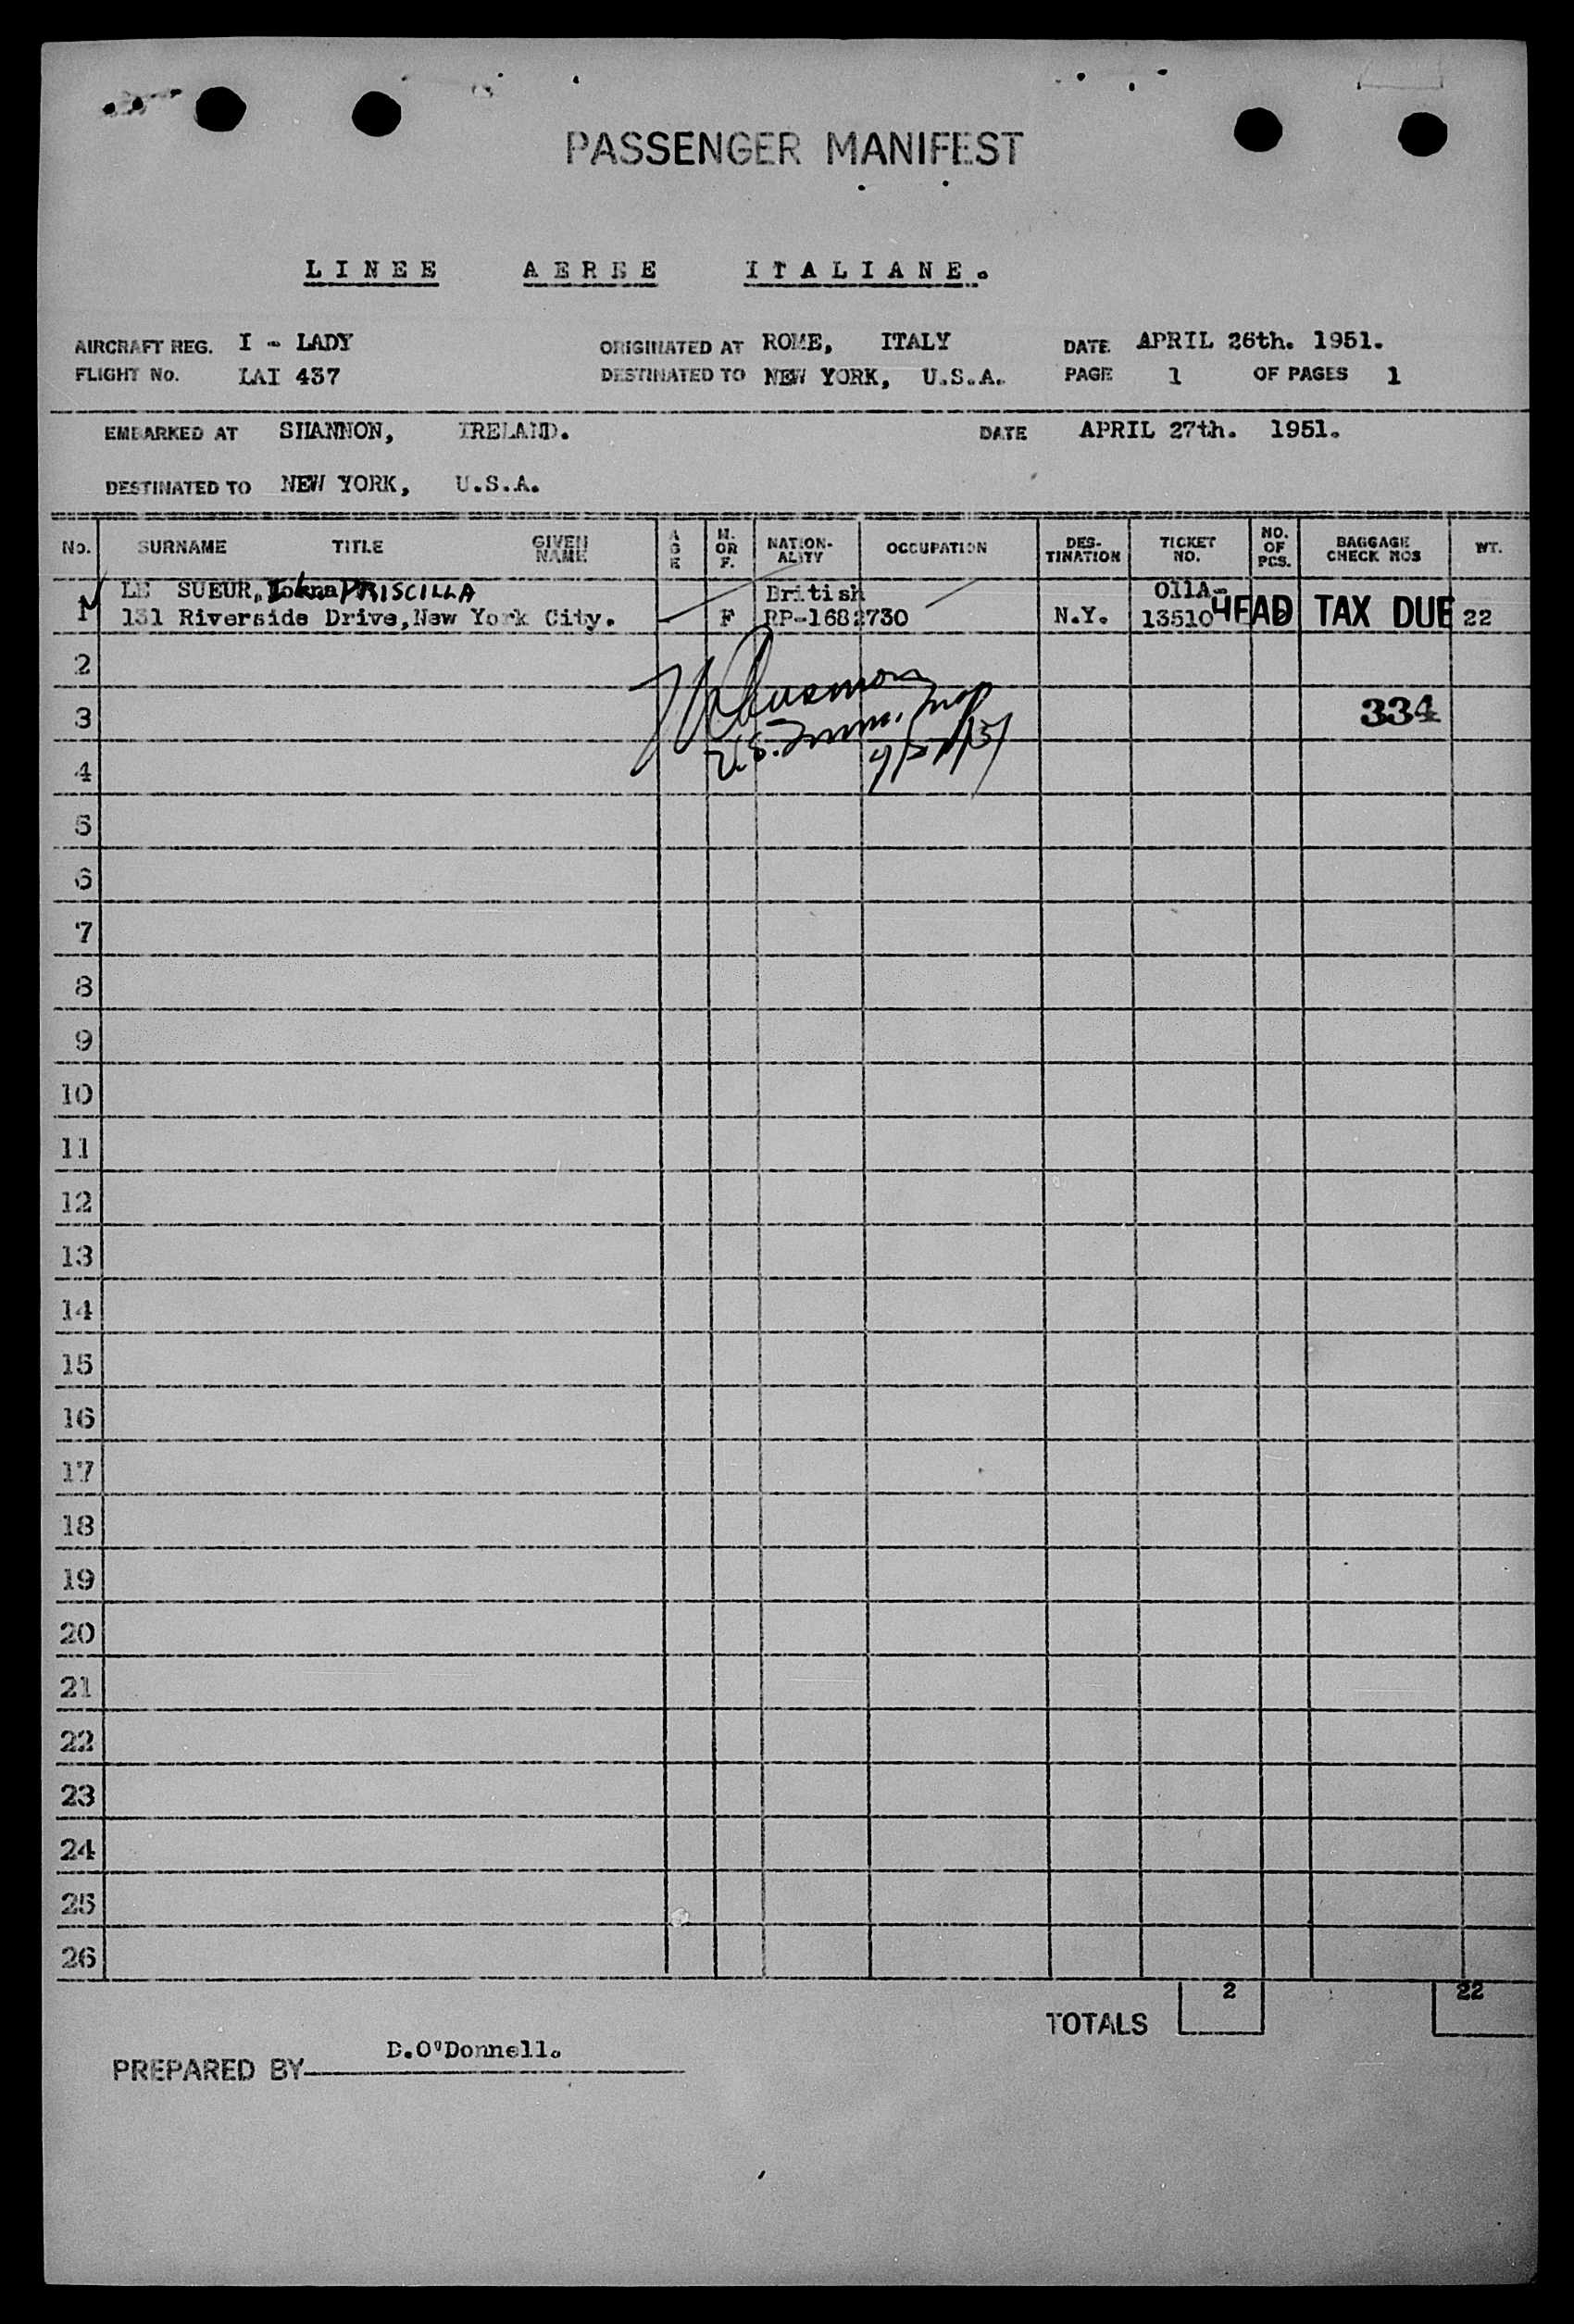 PASSENGER MANIFEST
LINEE AEREE ITALIANE.
AIRCRAFT REG. I - LADY ORIGINATED AT ROME, ITALY DATE APRIL 26th. 1951.
FLIGHT No. LAI 437 DESTINATED TO NEW YORK, U.S.A. PAGE 1 OF PAGES 1
EMBARKED AT SHANNON, IRELAND. DATE APRIL 27th. 1951.
DESTINATED TO NEW YORK, U.S.A.
No. SURNAME TITLE GIVEN NAME AGE M. OR F. NATION-ALITY OCCUPATION DES-TINATION TICKET NO. NO. OF PCS. BAGGAGE CHECK NOS WT.
LE SUEUR, PRISCILLA British 011A-
1 131 Riverside Drive, New York City. F RP-1682730 N.Y. 13510 HEAD TAX DUE 22
2
3 334
4
5
6
7
8
9
10
11
12
13
14
15
16
17
18
19
20
21
22
23
24
25
26
TOTALS 2 22
PREPARED BY D.O'Donnell.